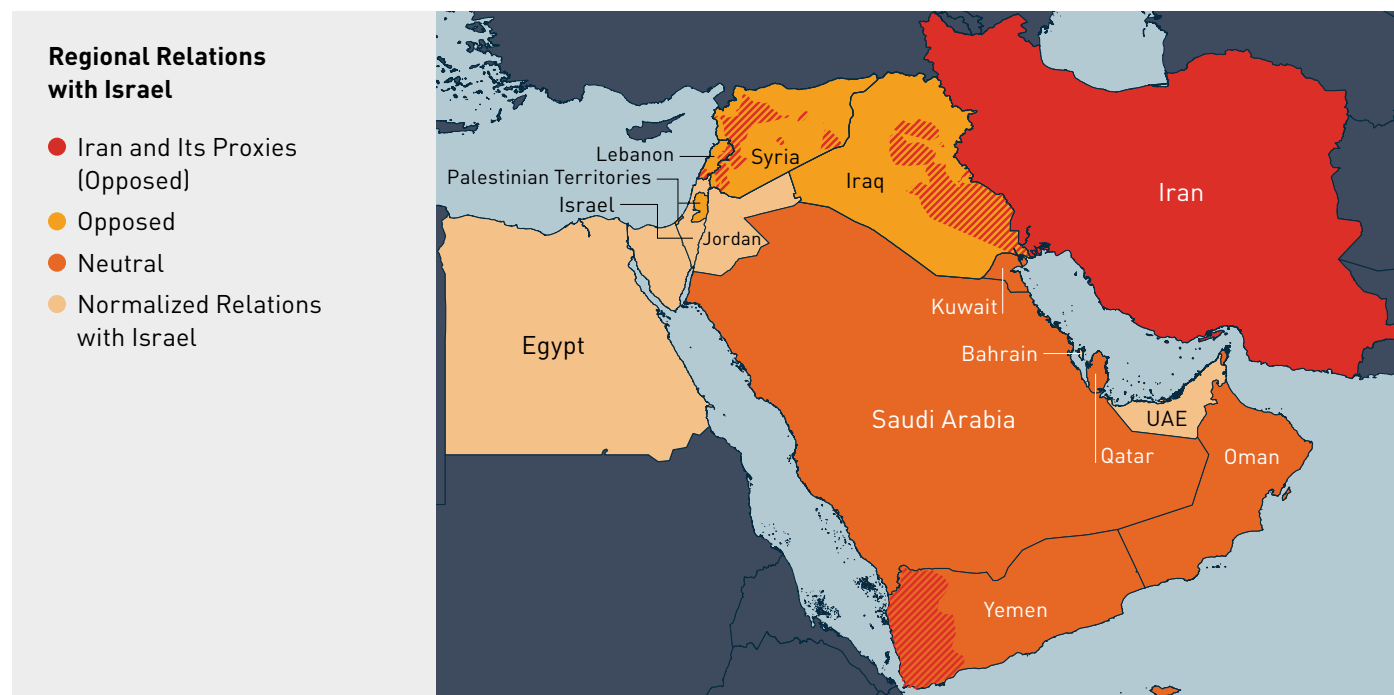 Regional Relations
with Israel
Iran and Its Proxies
(Opposed)
Opposed
Neutral
Normalized Relations
with Israel
Lebanon
Syria
Palestinian Territories
Iraq
Iran
Israel
Jordan
Kuwait
Egypt
Bahrain
Saudi Arabia
UAE
Qatar
Oman
Yemen